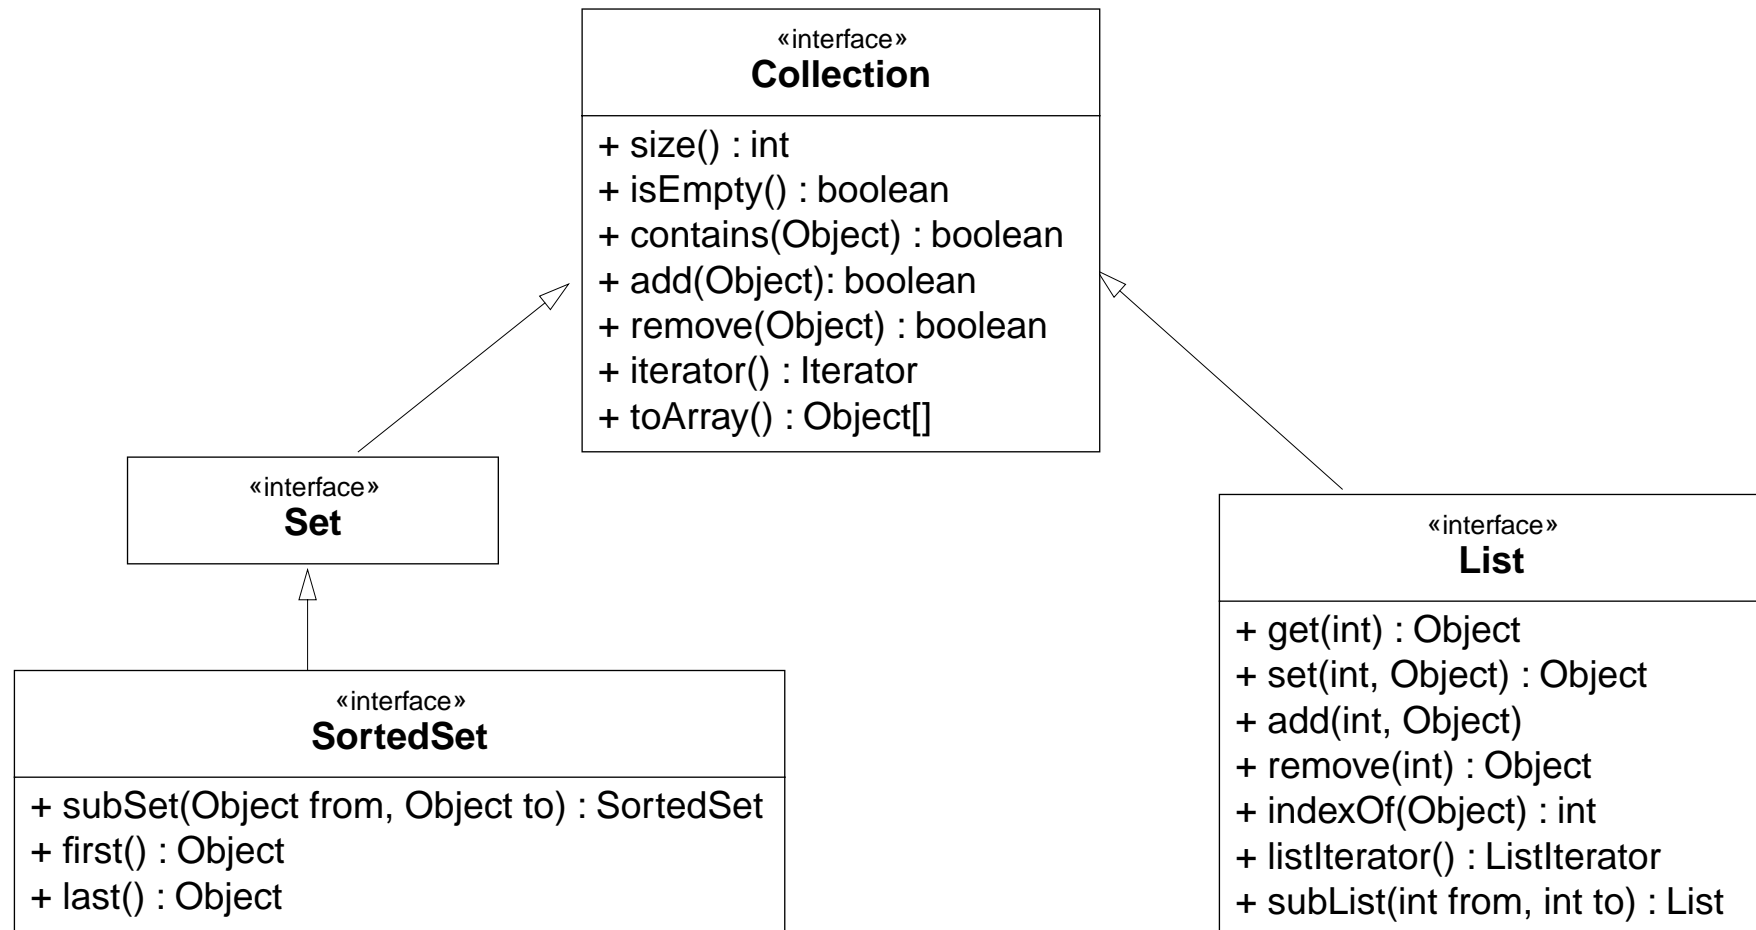 «interface»
Collection
+ size() : int
+ isEmpty() : boolean
+ contains(Object) : boolean
+ add(Object): boolean
+ remove(Object) : boolean
+ iterator() : Iterator
+ toArray() : Object[]
«interface»
Set
«interface»
SortedSet
+ subSet(Object from, Object to) : SortedSet
+ first() : Object
+ last() : Object
«interface»
List
+ get(int) : Object
+ set(int, Object) : Object
+ add(int, Object)
+ remove(int) : Object
+ indexOf(Object) : int
+ listIterator() : ListIterator
+ subList(int from, int to) : List